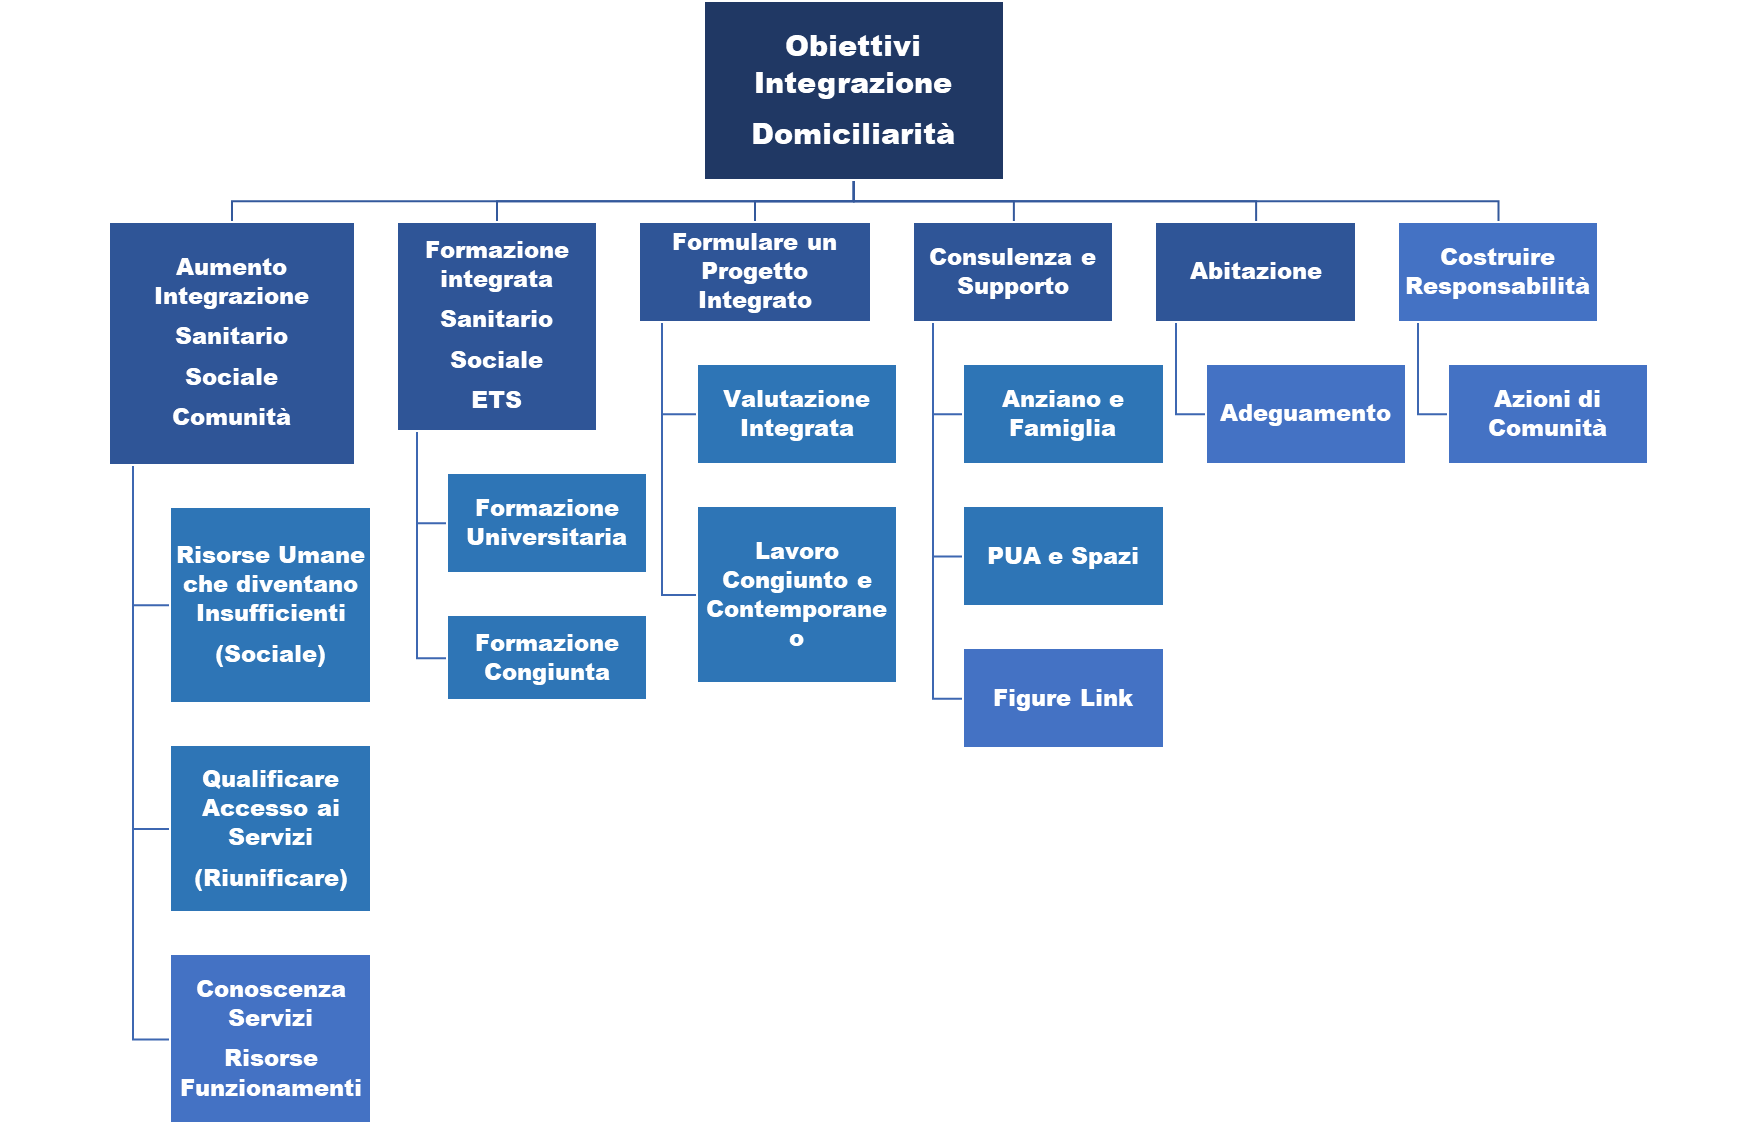 Obiettivi
Integrazione
Domiciliarità
Aumento
Integrazione
Sanitario
Sociale
Comunità
Risorse Umane
che diventano
Insufficienti
(Sociale)
Qualificare
Accesso ai
Servizi
(Riunificare)
Conoscenza
Servizi
Risorse
Funzionamenti
Formazione
integrata
Sanitario
Sociale
ETS
Formazione
Universitaria
Formazione
Congiunta
Formulare un
Progetto
Integrato
Valutazione
Integrata
Lavoro
Congiunto e
Contemporane
o
Consulenza e
Supporto
Anziano e
Famiglia
PUA e Spazi
Figure Link
Abitazione
Adeguamento
Costruire
Responsabilità
Azioni di
Comunità